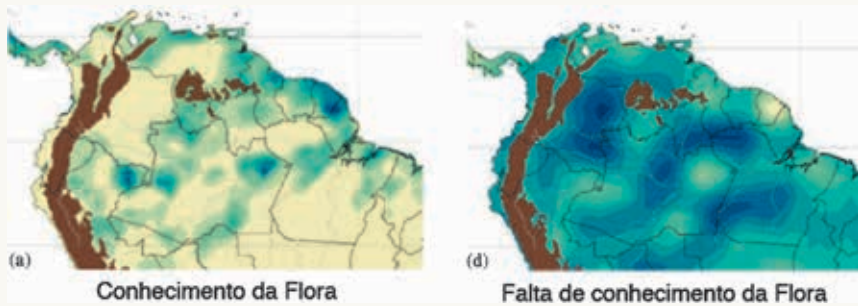 (a)
Conhecimento da Flora
(d)
Falta de conhecimento da Flora